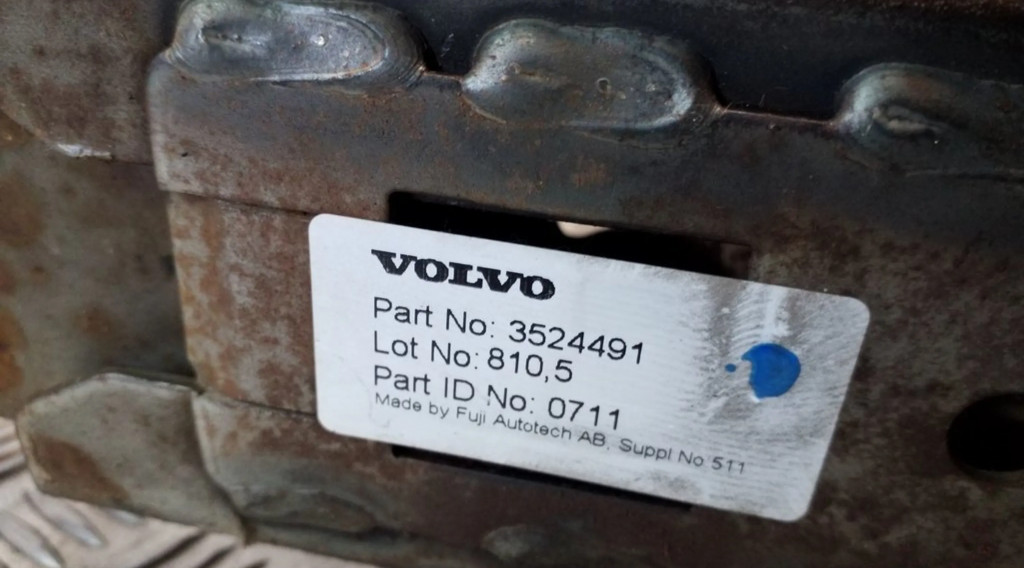 VOLVO
Part No: 3524491
Lot No: 810,5
Part ID No: 0711
Made by Fuji Autotech AB, Suppl No 511